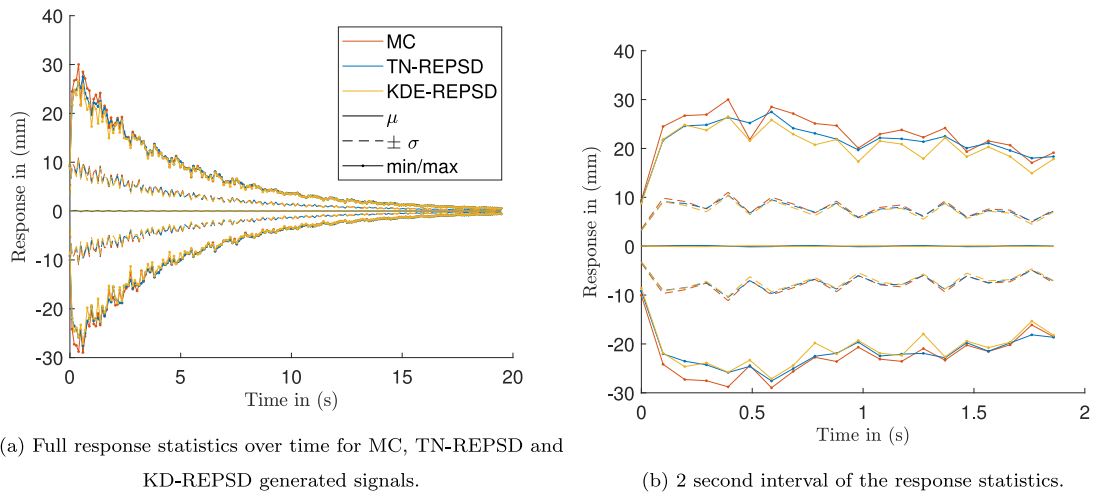 40
30
20
10
0
-10
-20
-30
Response in (mm)
0
5
10
15
20
Time in (s)
MC
TN-REPSD
KDE-REPSD
μ
± σ
min/max
(a) Full response statistics over time for MC, TN-REPSD and
KD-REPSD generated signals.
40
30
20
10
0
-10
-20
-30
Response in (mm)
0
0.5
1
1.5
2
Time in (s)
(b) 2 second interval of the response statistics.